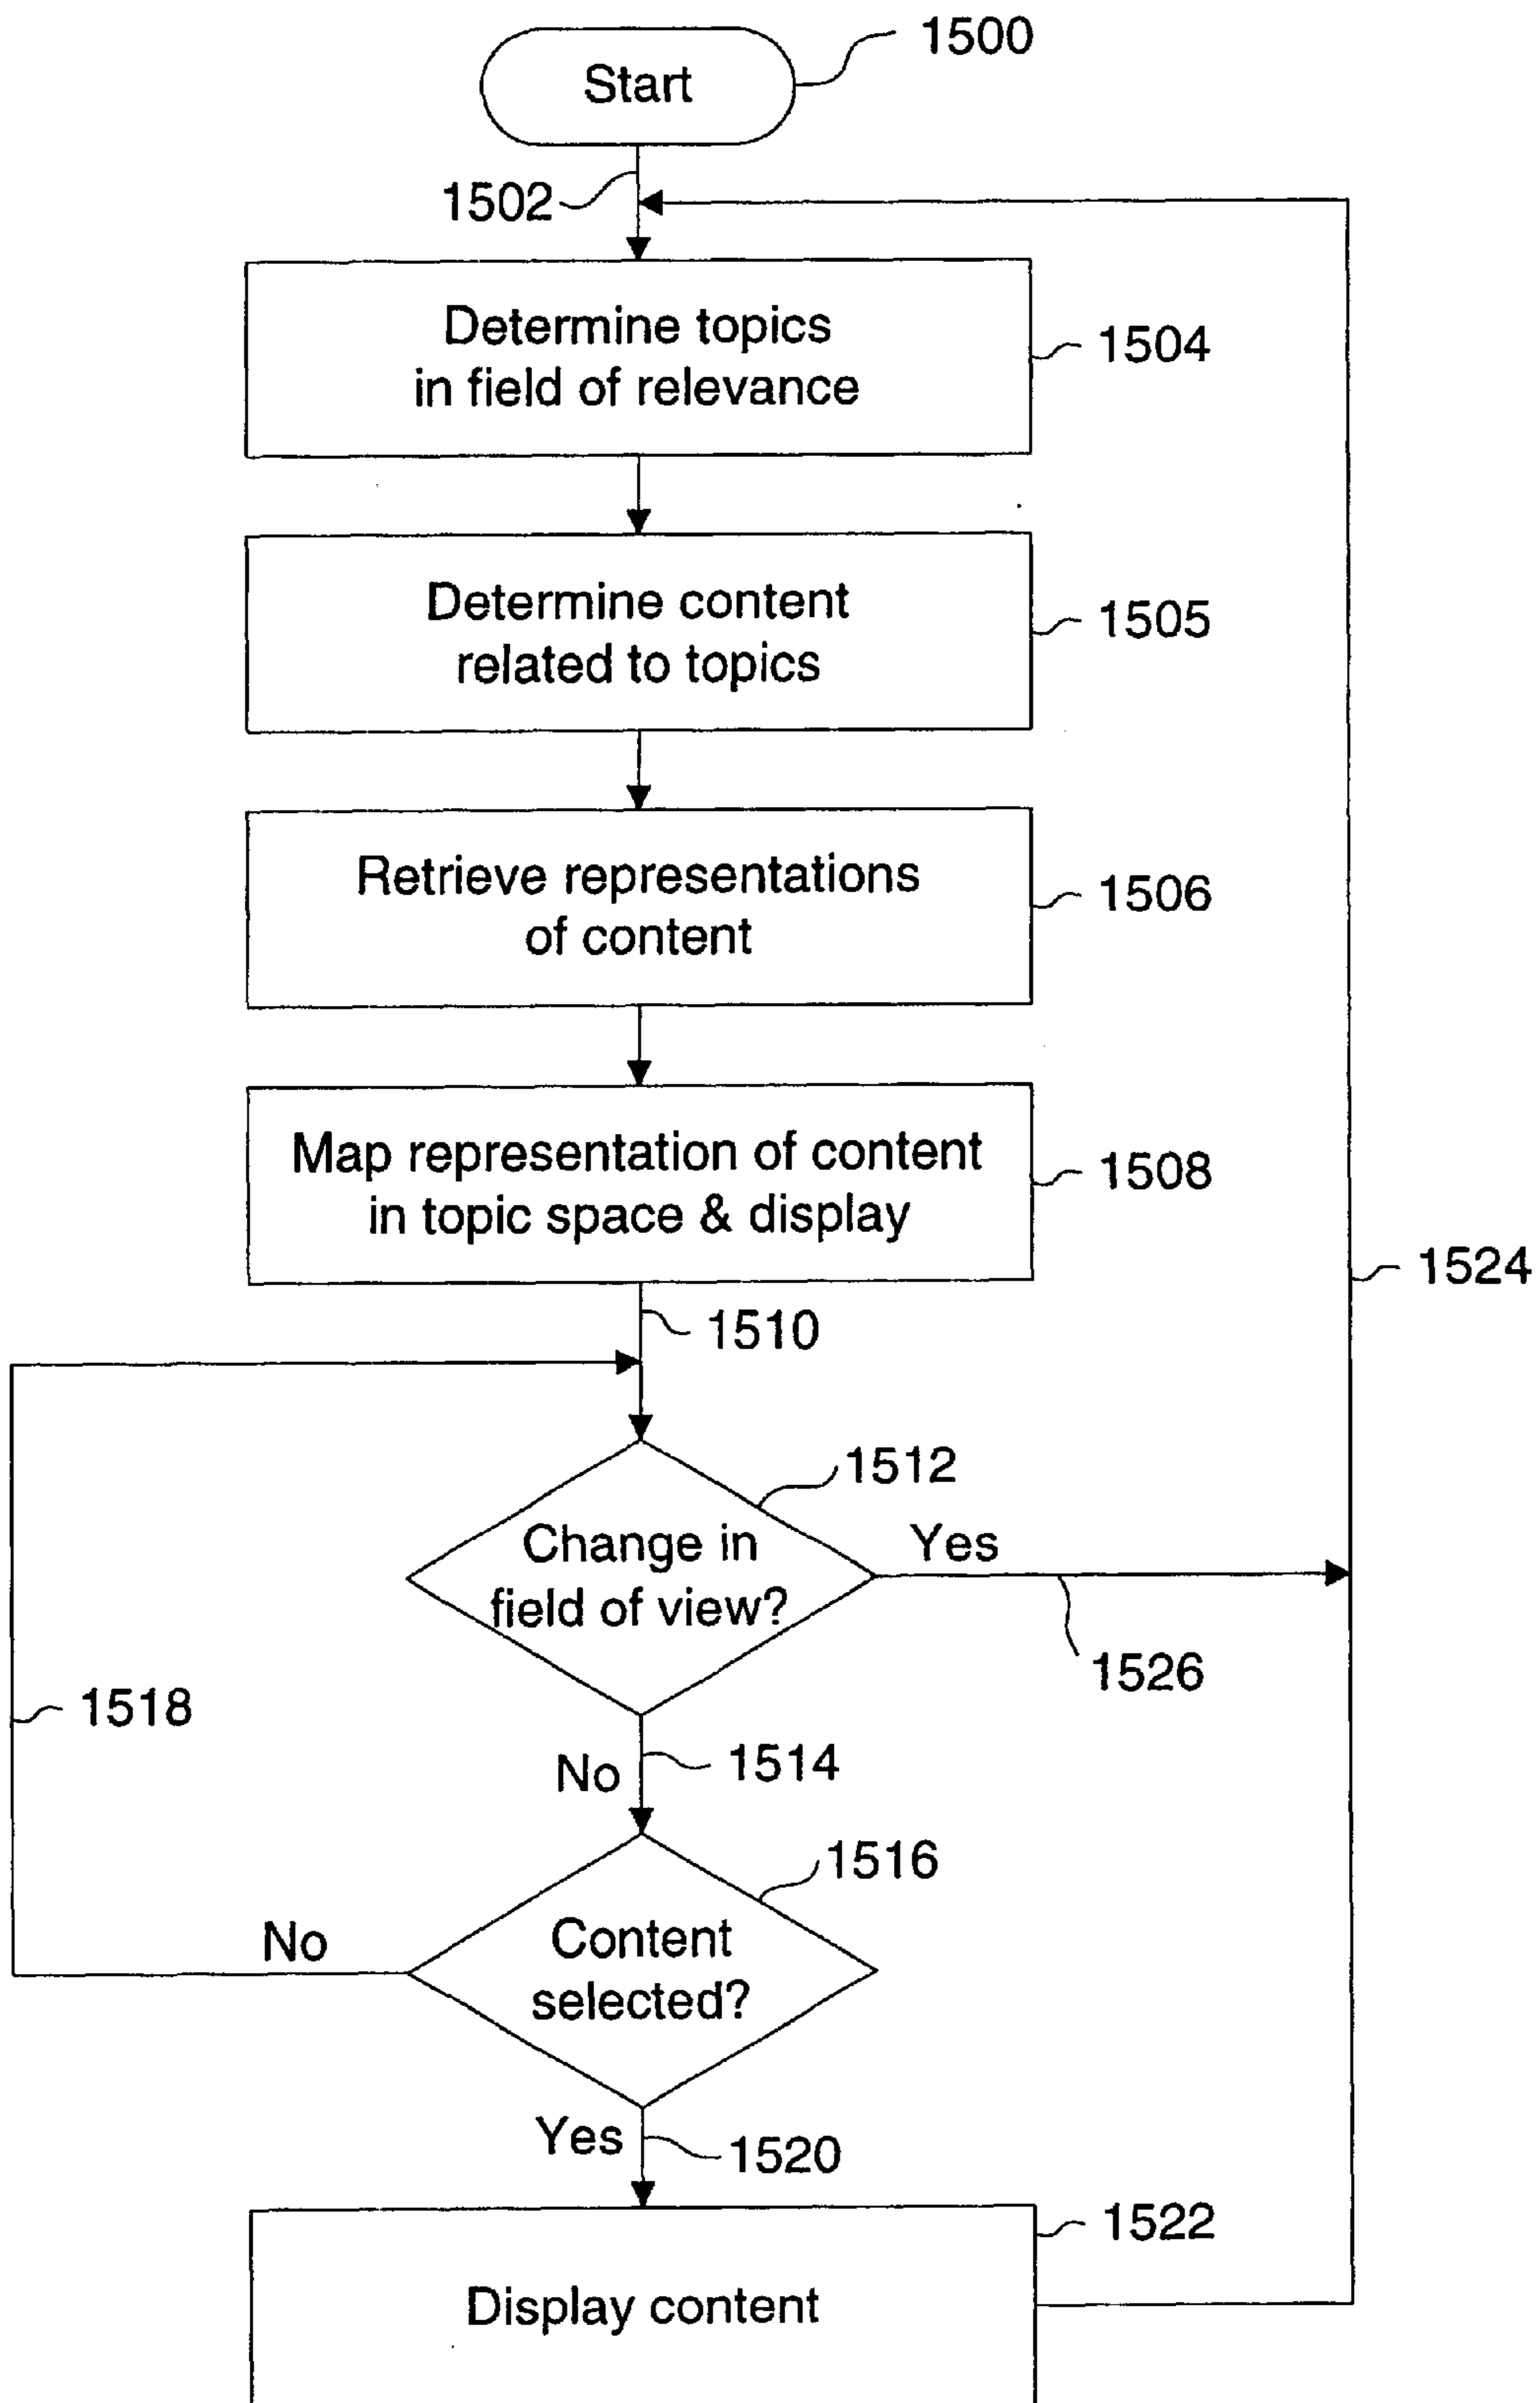 Start
1500
1502
Determine topics
in field of relevance
1504
Determine content
related to topics
1505
Retrieve representations
of content
1506
Map representation of content
in topic space & display
1508
1524
1510
1512
Change in
field of view?
Yes
1526
1518
No
1514
1516
Content
selected?
No
Yes
1520
1522
Display content